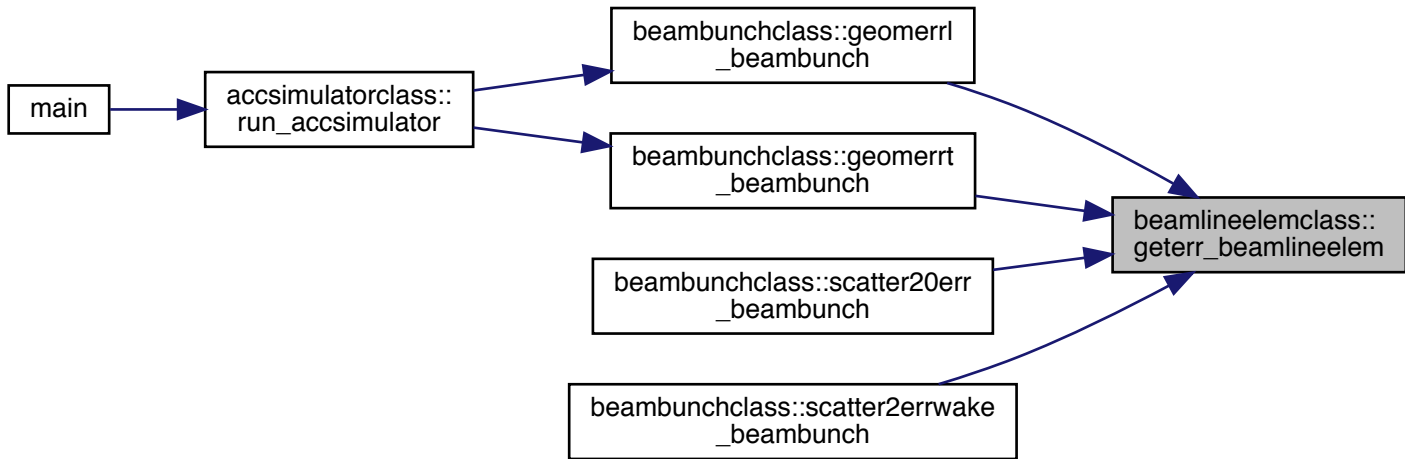 beambunchclass::geomerrl
_beambunch
main
accsimulatorclass::
run_accsimulator
beambunchclass::geomerrt
_beambunch
beamlineelemclass::
geterr_beamlineelem
beambunchclass::scatter20err
_beambunch
beambunchclass::scatter2errwake
_beambunch